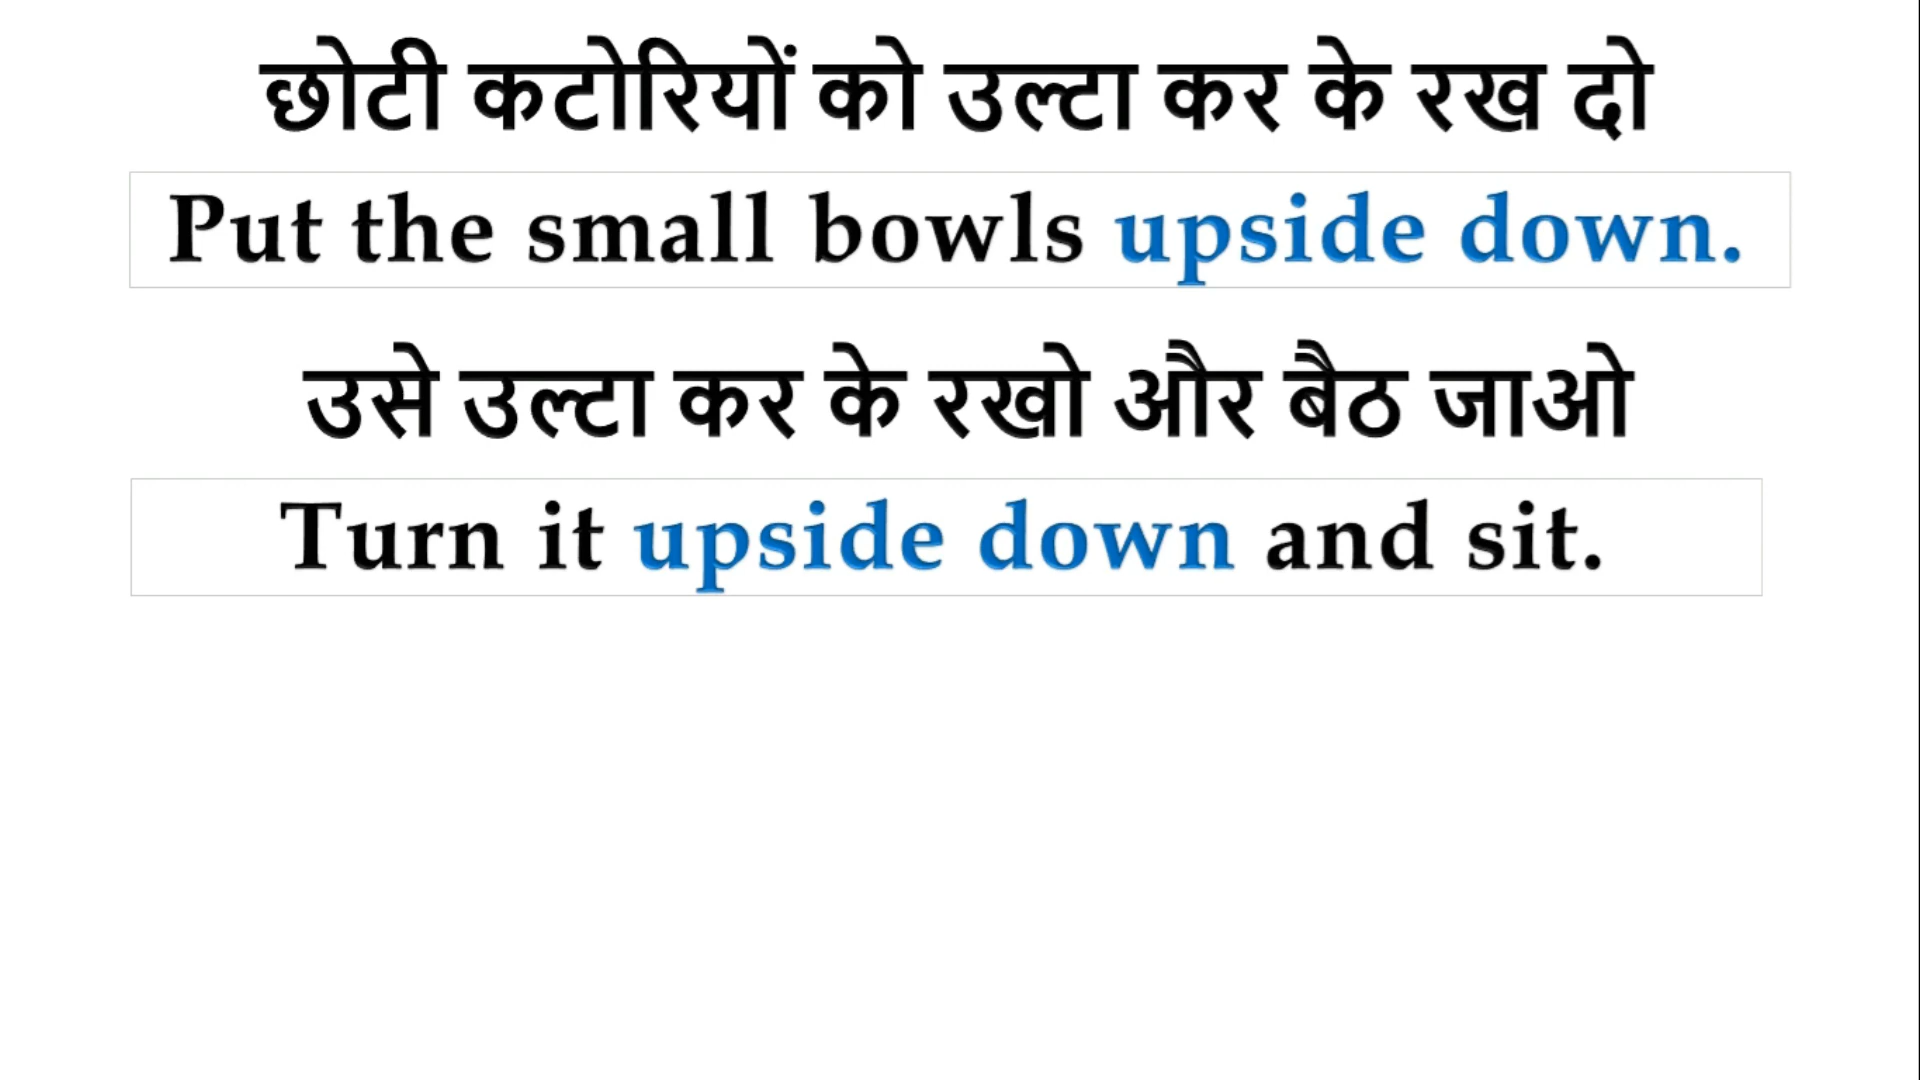 छोटी कटोरियों को उल्टा कर के रख दो
Put the small bowls upside down.
उसे उल्टा कर के रखो और बैठ जाओ
Turn it upside down and sit.